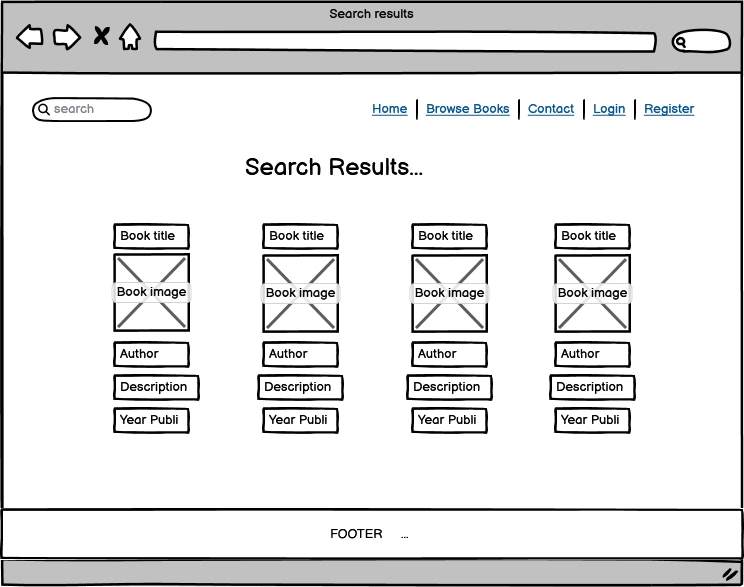 Search results
search
Home Browse Books Contact Login Register
Search Results...
Book title Book title Book title Book title
Book image Book image Book image Book image
Author Author Author Author
Description Description Description Description
Year Publi Year Publi Year Publi Year Publi
FOOTER ...